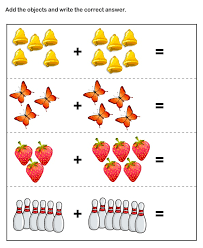 Add the objects and write the correct answer.
+ =
+ =
+ =
+ =